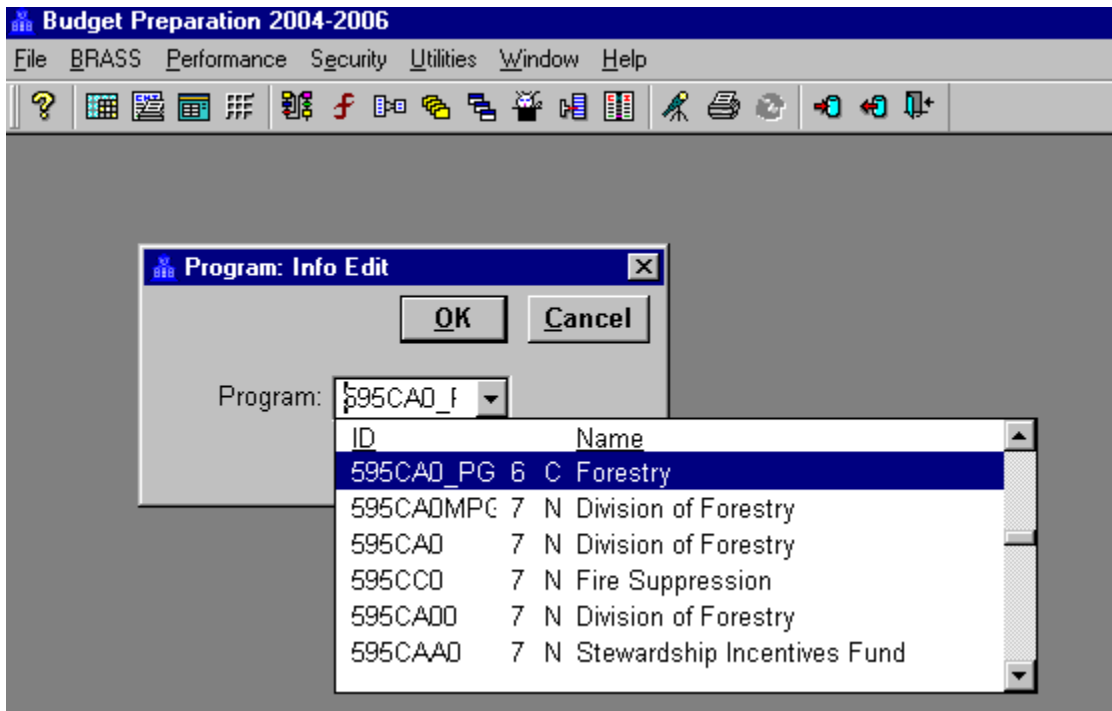 Budget Preparation 2004-2006
File BRASS Performance Security Utilities Window Help
Program: Info Edit
OK Cancel
Program: 595CA0_F
ID Name
595CA0_PG 6 C Forestry
595CA0MPG 7 N Division of Forestry
595CA0 7 N Division of Forestry
595CC0 7 N Fire Suppression
595CA00 7 N Division of Forestry
595CAA0 7 N Stewardship Incentives Fund